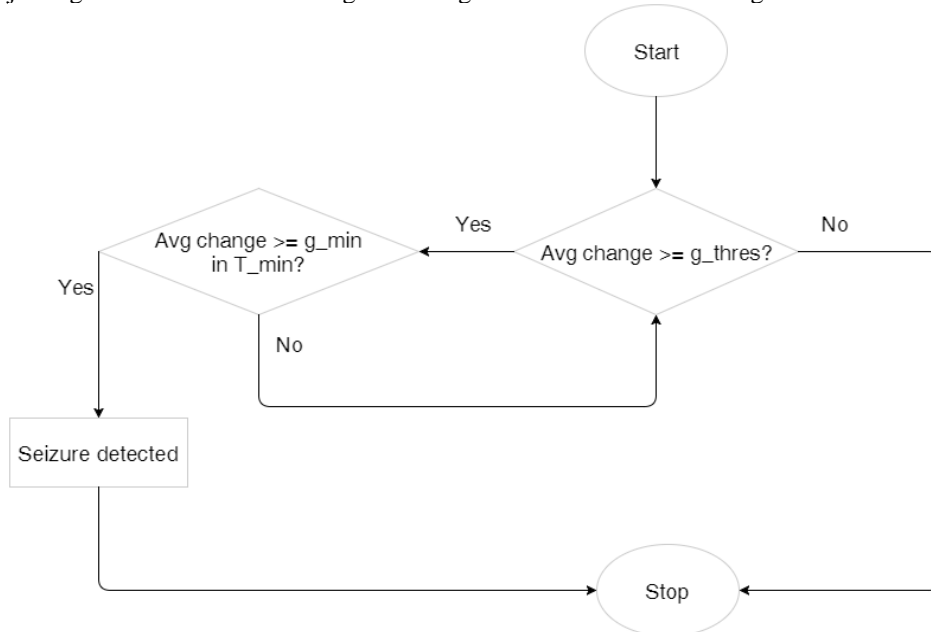 Start
Yes
No
Avg change >= g_min
in T_min?
Avg change >= g_thres?
Yes
No
Seizure detected
Stop